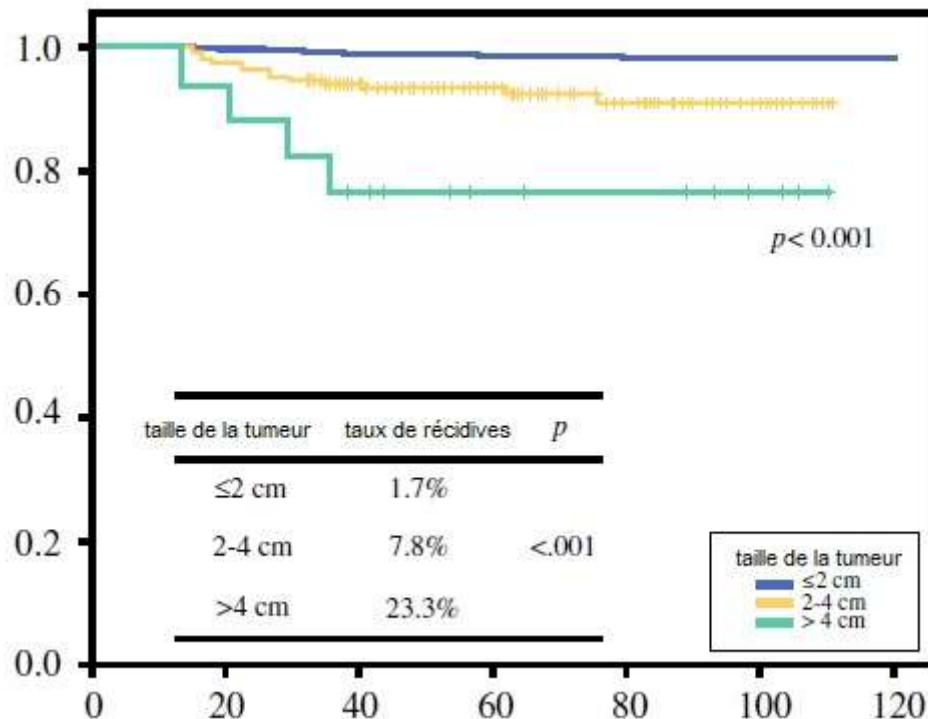 1.0
0.8
p< 0.001
0.6
0.4
taille de la tumeur taux de récidives p
≤2 cm 1.7%
2-4 cm 7.8% <.001
>4 cm 23.3%
0.2
0.0
taille de la tumeur
≤2 cm
2-4 cm
> 4 cm
0 20 40 60 80 100 120